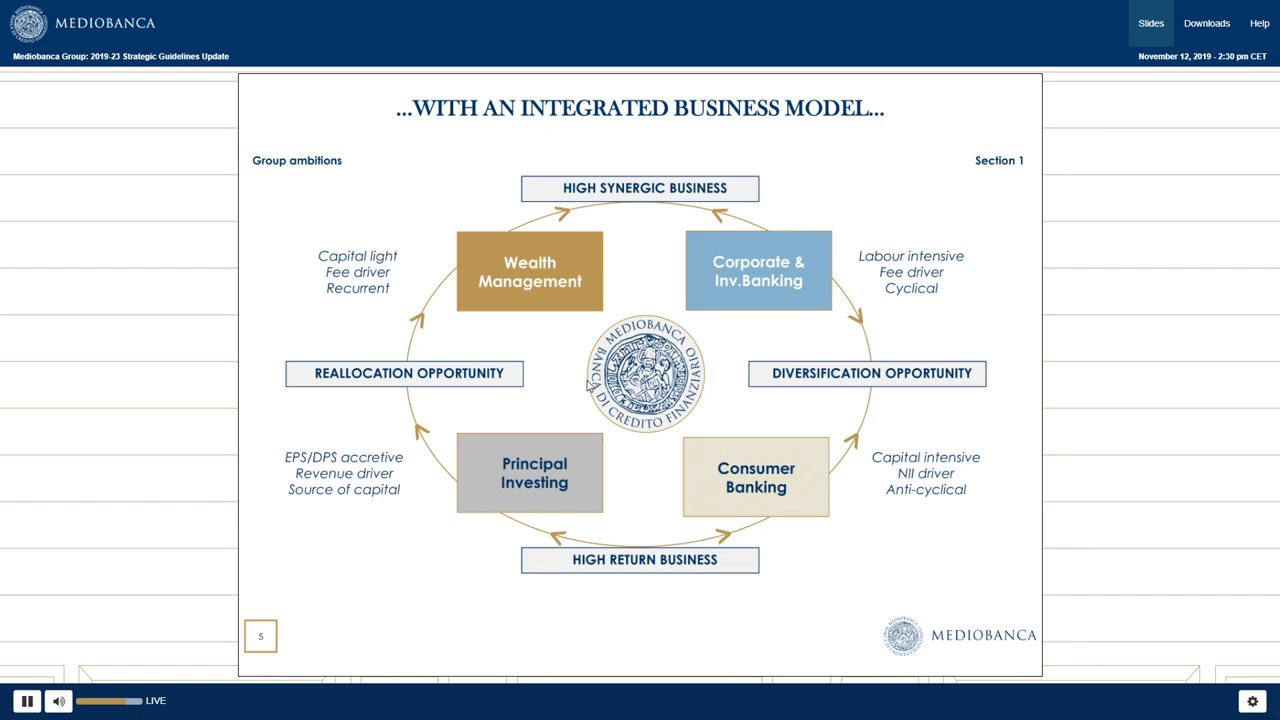 MEDIOBANCA
Slides
Downloads
Help
Mediobanca Group: 2019-23 Strategic Guidelines Update
November 12, 2019 - 2:30 pm CET
...WITH AN INTEGRATED BUSINESS MODEL...
Group ambitions
Section 1
HIGH SYNERGIC BUSINESS
Capital light
Fee driver
Recurrent
Wealth
Management
Corporate &
Inv.Banking
Labour intensive
Fee driver
Cyclical
MEDIOBANCA
BANCA DI CREDITO FINANZIARIO
REALLOCATION OPPORTUNITY
DIVERSIFICATION OPPORTUNITY
EPS/DPS accretive
Revenue driver
Source of capital
Principal
Investing
Consumer
Banking
Capital intensive
NII driver
Anti-cyclical
HIGH RETURN BUSINESS
5
MEDIOBANCA
LIVE